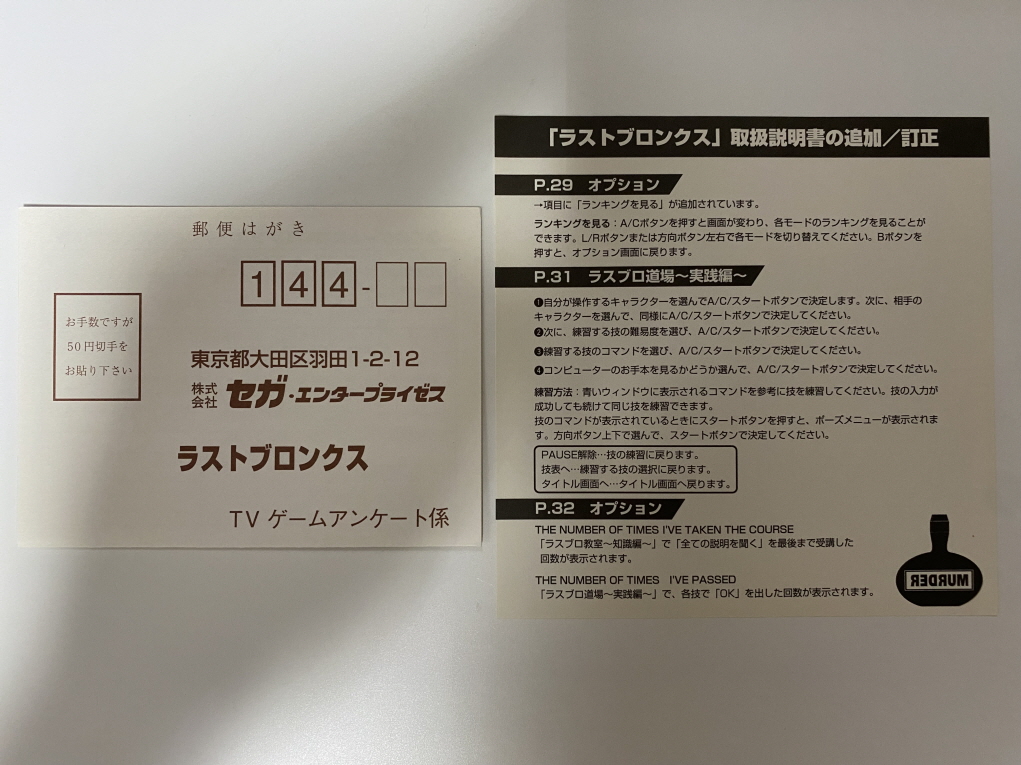 郵便はがき
144-
お手数ですが
50円切手を
お貼り下さい
東京都大田区羽田1-2-12
株式会社 セガ・エンタープライゼス
ラストブロンクス
TVゲームアンケート係
「ラストブロンクス」取扱説明書の追加／訂正
P.29 オプション
→項目に「ランキングを見る」が追加されています。
ランキングを見る：A/Cボタンを押すと画面が変わり、各モードのランキングを見ることが
できます。L/Rボタンまたは方向ボタン左右で各モードを切り替えてください。Bボタンを
押すと、オプション画面に戻ります。
P.31 ラスブロ道場〜実践編〜
❶自分が操作するキャラクターを選んでA/C/スタートボタンで決定します。次に、相手の
キャラクターを選んで、同様にA/C/スタートボタンで決定してください。
❷次に、練習する技の難易度を選び、A/C/スタートボタンで決定してください。
❸練習する技のコマンドを選び、A/C/スタートボタンで決定してください。
❹コンピューターのお手本を見るかどうか選んで、A/C/スタートボタンで決定してください。
練習方法：青いウィンドウに表示されるコマンドを参考に技を練習してください。技の入力が
成功しても続けて同じ技を練習できます。
技のコマンドが表示されているときにスタートボタンを押すと、ポーズメニューが表示されま
す。方向ボタン上下で選んで、スタートボタンで決定してください。
PAUSE解除…技の練習に戻ります。
技表へ…練習する技の選択に戻ります。
タイトル画面へ…タイトル画面へ戻ります。
P.32 オプション
THE NUMBER OF TIMES I'VE TAKEN THE COURSE
「ラスブロ教室〜知識編〜」で「全ての説明を聞く」を最後まで受講した
回数が表示されます。
THE NUMBER OF TIMES I'VE PASSED
「ラスブロ道場〜実践編〜」で、各技で「OK」を出した回数が表示されます。
MURDER